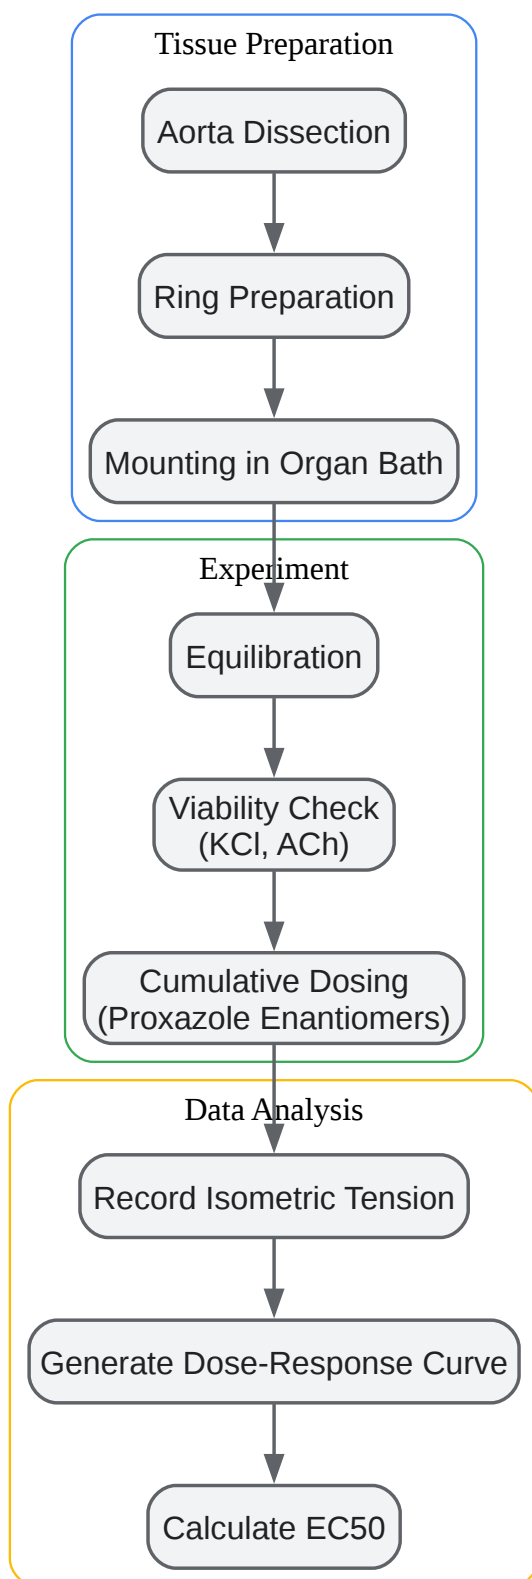 Tissue Preparation
Aorta Dissection
Ring Preparation
Mounting in Organ Bath
Experiment
Equilibration
Viability Check
(KCl, ACh)
Cumulative Dosing
(Proxazole Enantiomers)
Data Analysis
Record Isometric Tension
Generate Dose-Response Curve
Calculate EC50